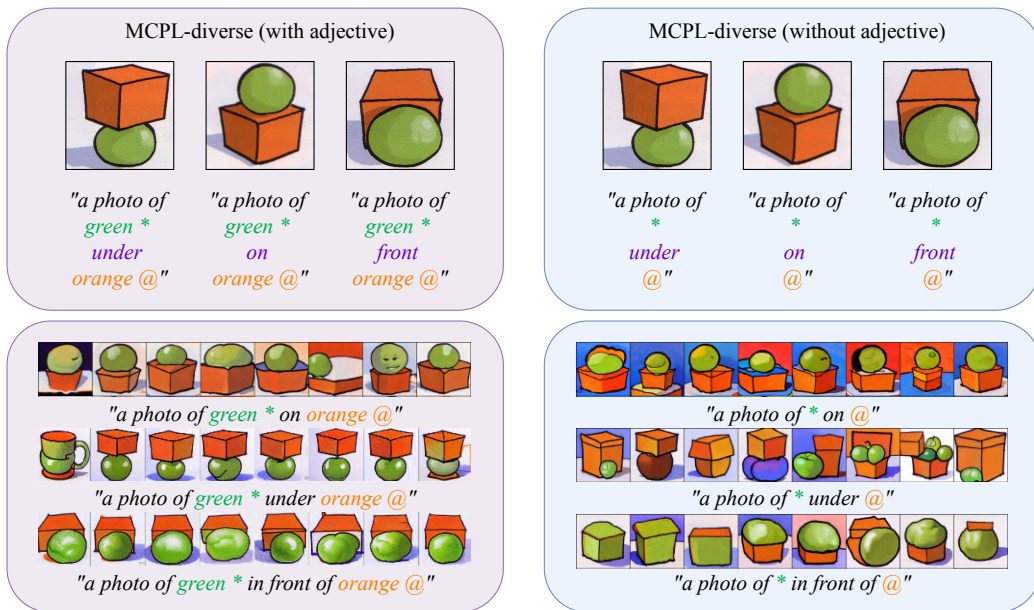 MCPL-diverse (with adjective)
"a photo of
green *
under
orange @"
"a photo of
green *
on
orange @"
"a photo of
green *
front
orange @"
"a photo of green * on orange @"
"a photo of green * under orange @"
"a photo of green * in front of orange @"
MCPL-diverse (without adjective)
"a photo of
*
under
@"
"a photo of
*
on
@"
"a photo of
*
front
@"
"a photo of * on @"
"a photo of * under @"
"a photo of * in front of @"